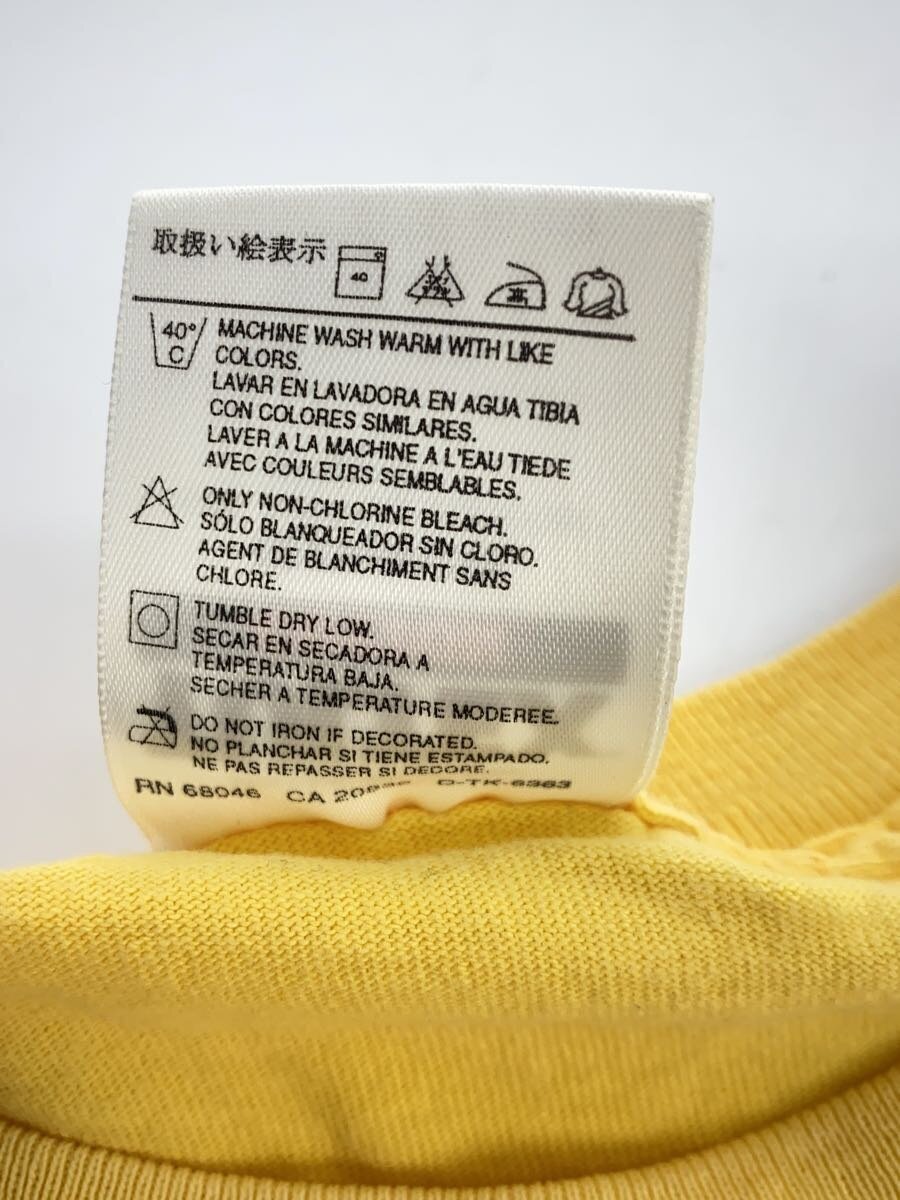 取扱い絵表示
40
40°
C
MACHINE WASH WARM WITH LIKE
COLORS.
LAVAR EN LAVADORA EN AGUA TIBIA
CON COLORES SIMILARES.
LAVER A LA MACHINE A L'EAU TIEDE
AVEC COULEURS SEMBLABLES.
ONLY NON-CHLORINE BLEACH.
SÓLO BLANQUEADOR SIN CLORO.
AGENT DE BLANCHIMENT SANS
CHLORE.
TUMBLE DRY LOW.
SECAR EN SECADORA A
TEMPERATURA BAJA.
SECHER A TEMPERATURE MODEREE.
DO NOT IRON IF DECORATED.
NO PLANCHAR SI TIENE ESTAMPADO.
NE PAS REPASSER SI DECORE.
RN 68046 CA